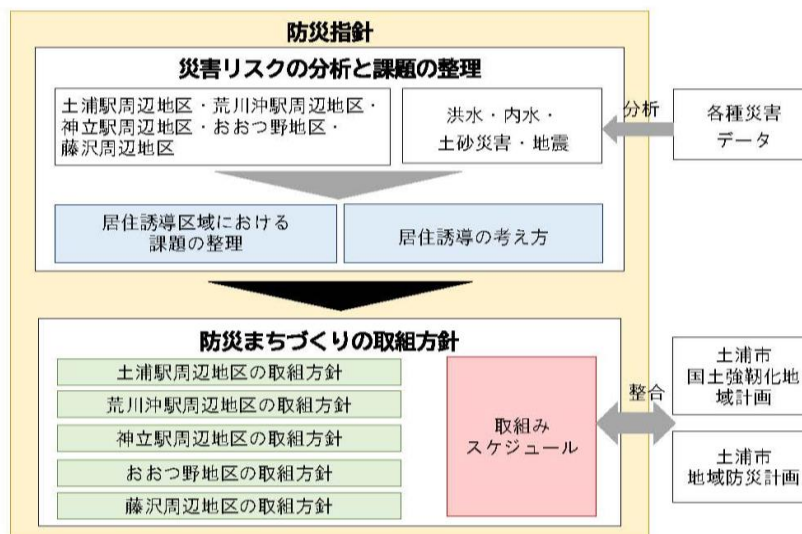 防災指針
災害リスクの分析と課題の整理
土浦駅周辺地区・荒川沖駅周辺地区・
神立駅周辺地区・おおつ野地区・
藤沢周辺地区
洪水・内水・
土砂災害・地震
分析
各種災害
データ
居住誘導区域における
課題の整理
居住誘導の考え方
防災まちづくりの取組方針
土浦駅周辺地区の取組方針
荒川沖駅周辺地区の取組方針
神立駅周辺地区の取組方針
おおつ野地区の取組方針
藤沢周辺地区の取組方針
取組み
スケジュール
整合
土浦市
国土強靭化地
域計画
土浦市
地域防災計画